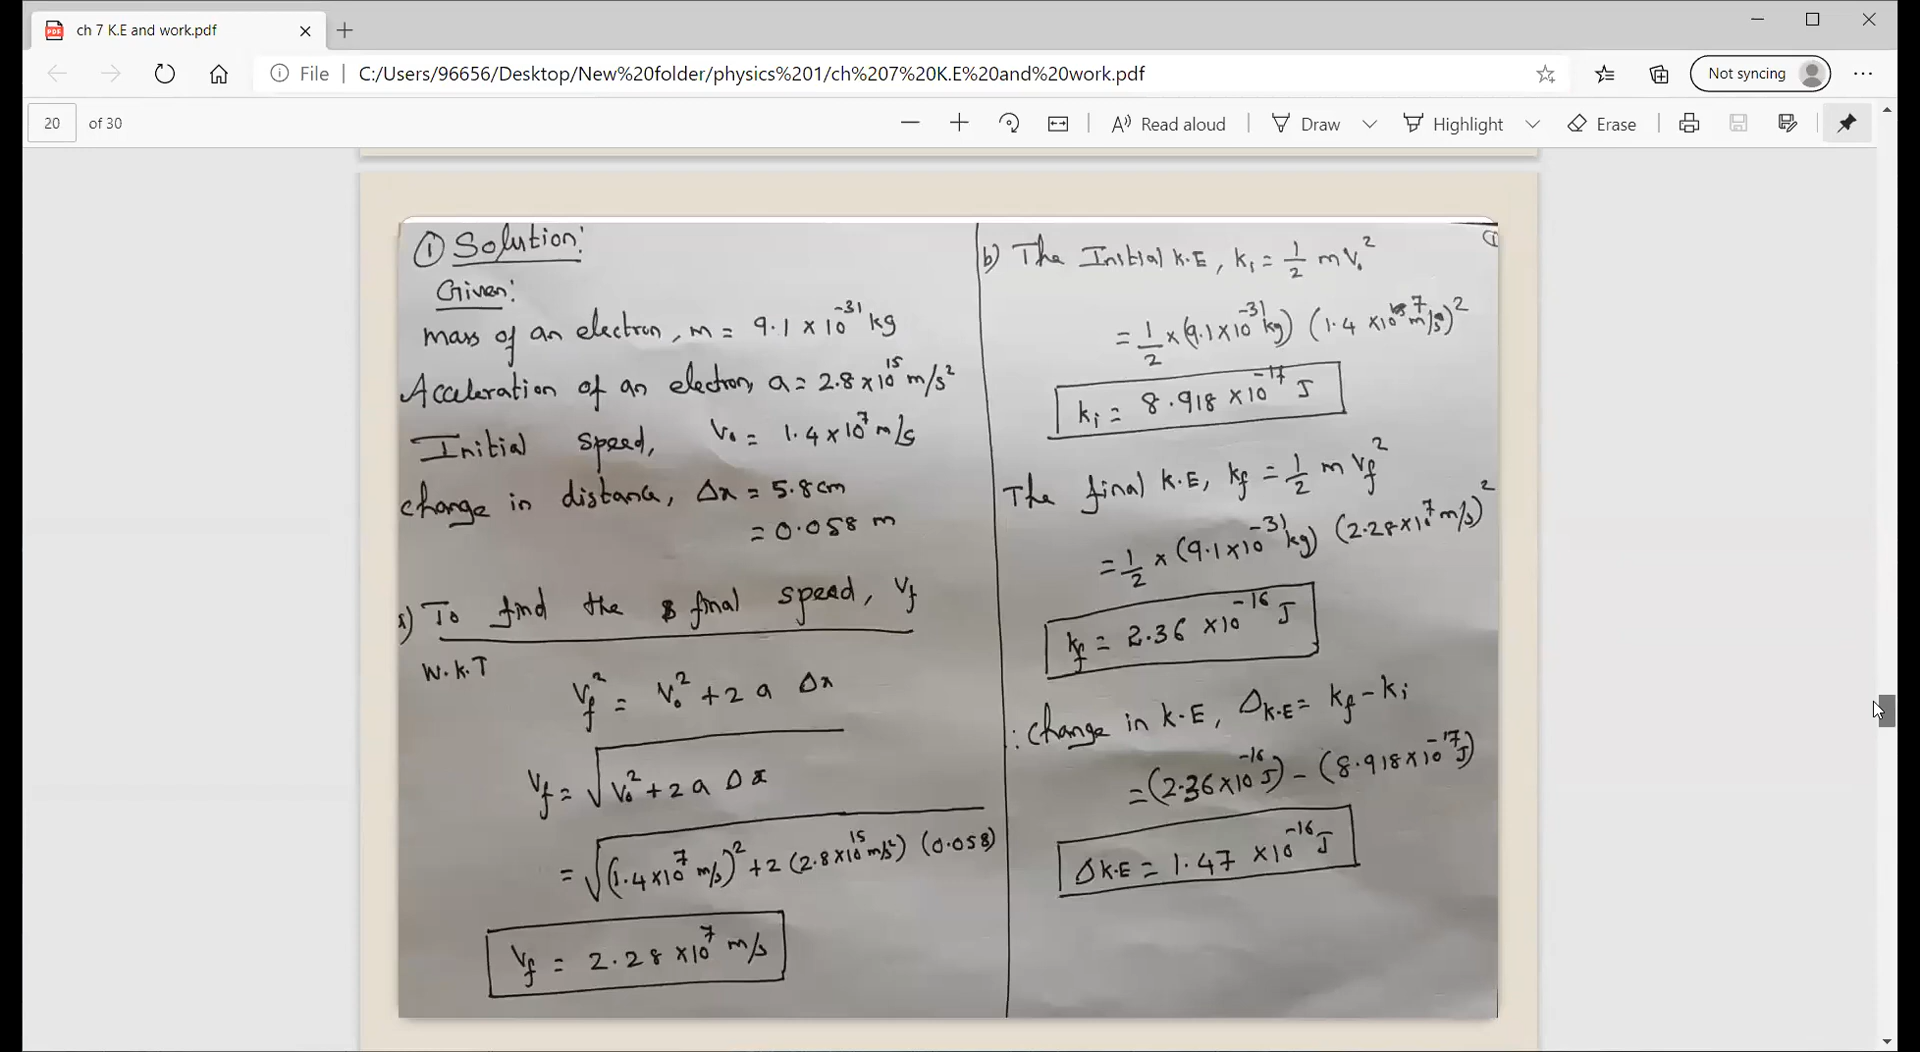 ch 7 K.E and work.pdf
File
C:/Users/96656/Desktop/New%20folder/physics%201/ch%207%20K.E%20and%20work.pdf
Not syncing
20 of 30
Read aloud
Draw
Highlight
Erase
① Solution:
Given:
mass of an electron, m = 9.1 × 10⁻³¹ kg
Acceleration of an electron, a = 2.8 × 10¹⁵ m/s²
Initial speed, V₀ = 1.4 × 10⁷ m/s
change in distance, Δx = 5.8 cm
= 0.058 m
a) To find the final speed, Vf
W.K.T
Vf² = V₀² + 2 a Δx
Vf = √(V₀² + 2 a Δx)
= √((1.4×10⁷ m/s)² + 2 (2.8×10¹⁵ m/s²) (0.058))
Vf = 2.28 × 10⁷ m/s
b) The Initial K.E, Ki = 1/2 m V₀²
= 1/2 × (9.1×10⁻³¹ kg) (1.4 ×10⁷ m/s)²
Ki = 8.918 × 10⁻¹⁷ J
The final K.E, Kf = 1/2 m Vf²
= 1/2 × (9.1×10⁻³¹ kg) (2.28×10⁷ m/s)²
Kf = 2.36 ×10⁻¹⁶ J
∴ change in K.E, ΔK.E = Kf − Ki
= (2.36×10⁻¹⁶ J) − (8.918×10⁻¹⁷ J)
ΔK.E = 1.47 ×10⁻¹⁶ J